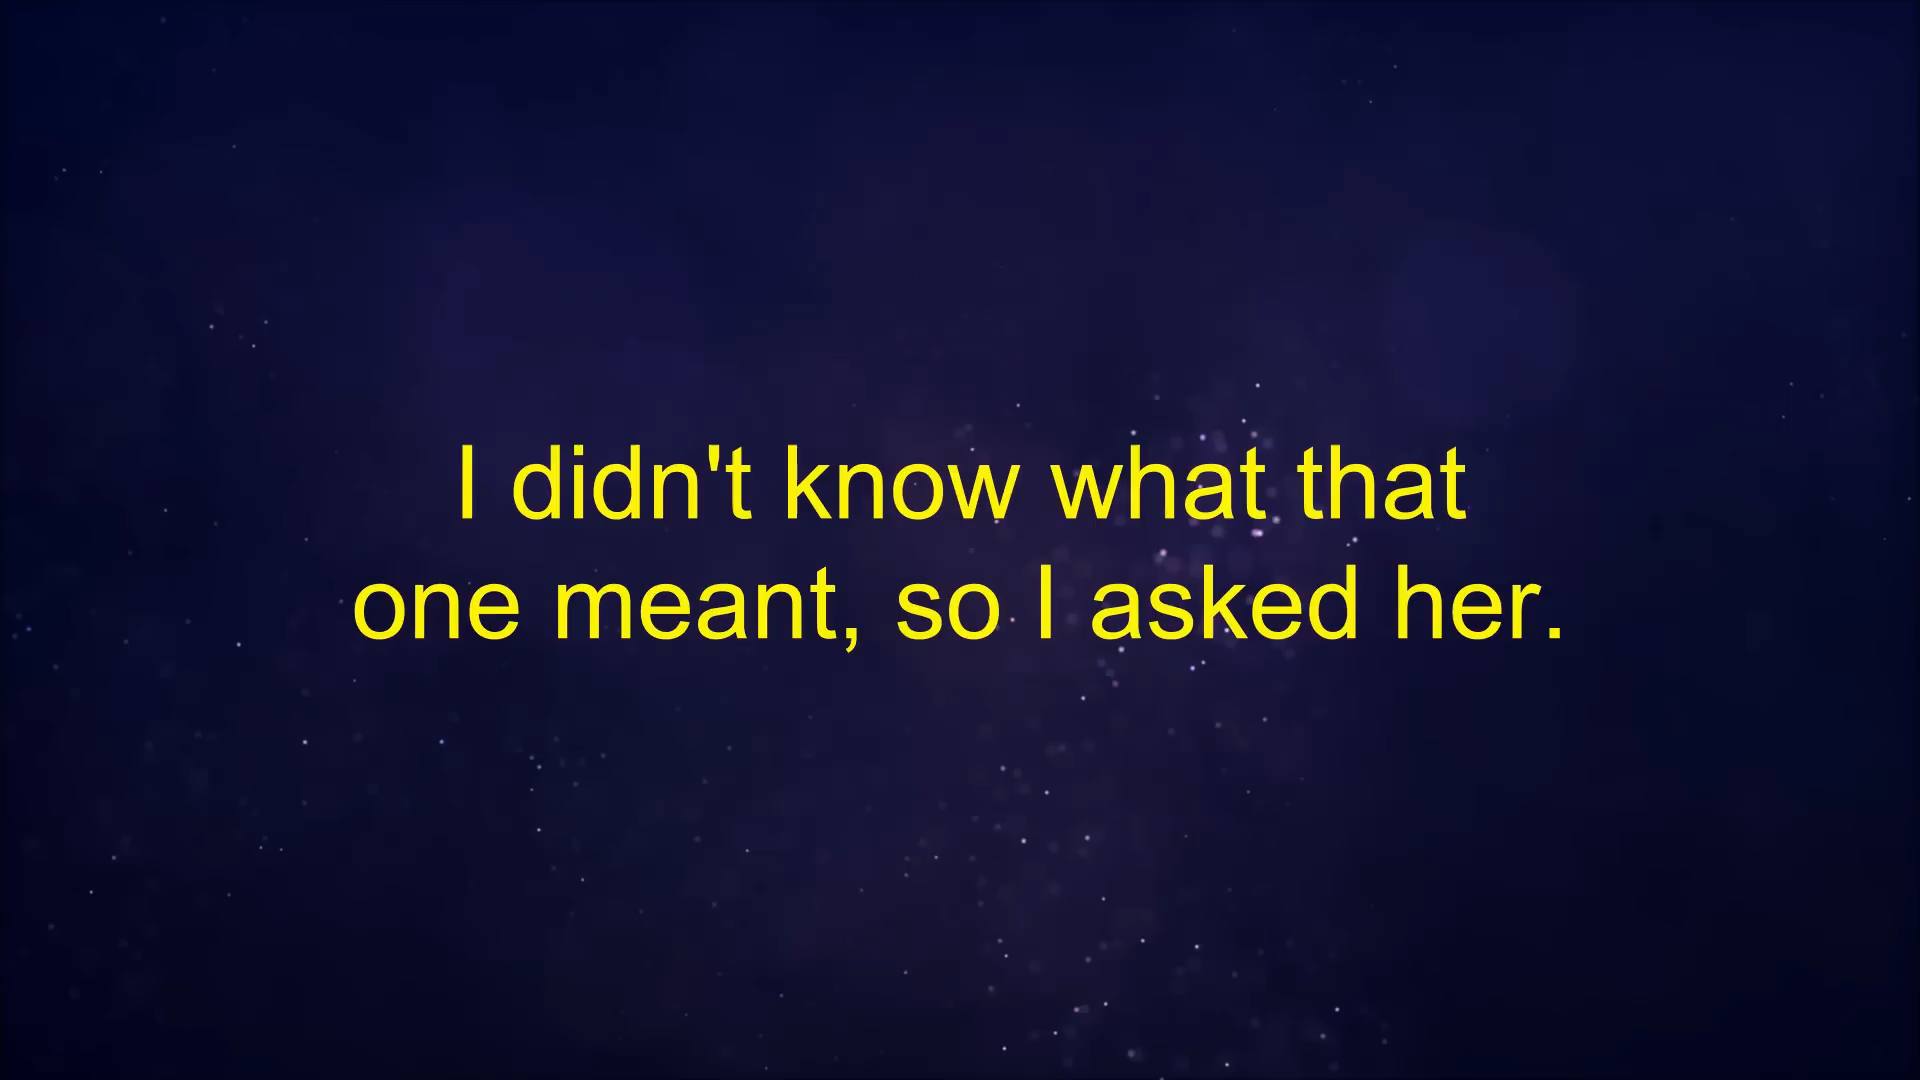 I didn't know what that
one meant, so I asked her.